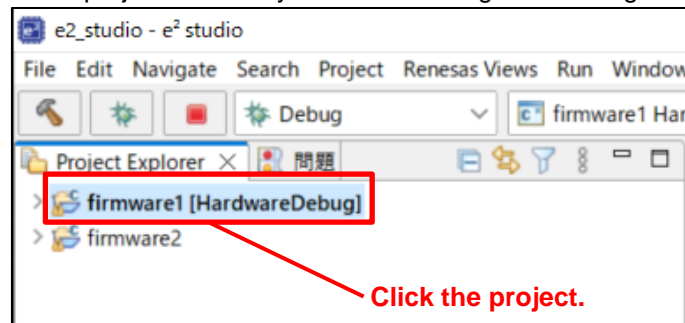 e2_studio - e² studio
File Edit Navigate Search Project Renesas Views Run Window
Debug firmware1 Har
Project Explorer 問題
firmware1 [HardwareDebug]
firmware2
Click the project.